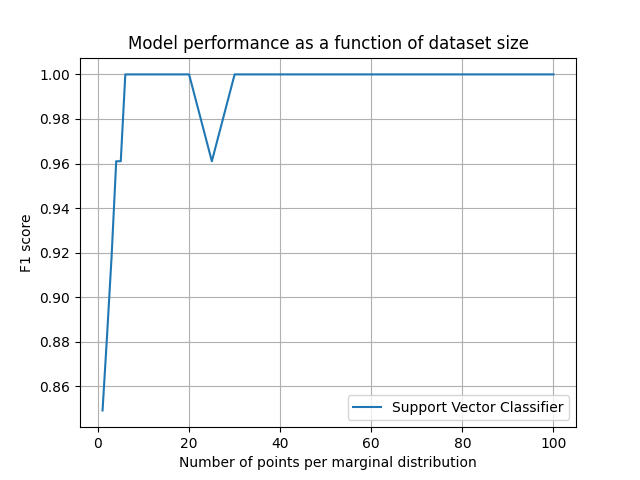 Model performance as a function of dataset size
1.00
0.98
0.96
0.94
0.92
0.90
0.88
0.86
F1 score
Support Vector Classifier
0 20 40 60 80 100
Number of points per marginal distribution